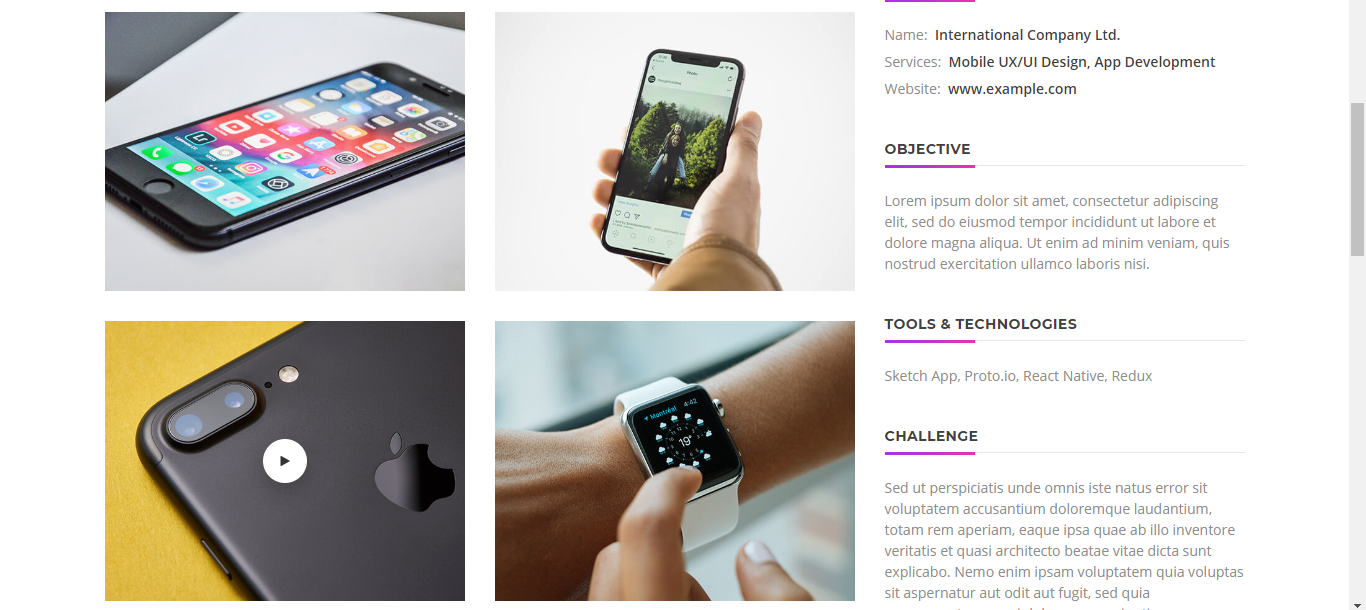 Name: International Company Ltd.
Services: Mobile UX/UI Design, App Development
Website: www.example.com
OBJECTIVE
Lorem ipsum dolor sit amet, consectetur adipiscing
elit, sed do eiusmod tempor incididunt ut labore et
dolore magna aliqua. Ut enim ad minim veniam, quis
nostrud exercitation ullamco laboris nisi.
TOOLS & TECHNOLOGIES
Sketch App, Proto.io, React Native, Redux
CHALLENGE
Sed ut perspiciatis unde omnis iste natus error sit
voluptatem accusantium doloremque laudantium,
totam rem aperiam, eaque ipsa quae ab illo inventore
veritatis et quasi architecto beatae vitae dicta sunt
explicabo. Nemo enim ipsam voluptatem quia voluptas
sit aspernatur aut odit aut fugit, sed quia
Photo
Montréal 4:42
19°